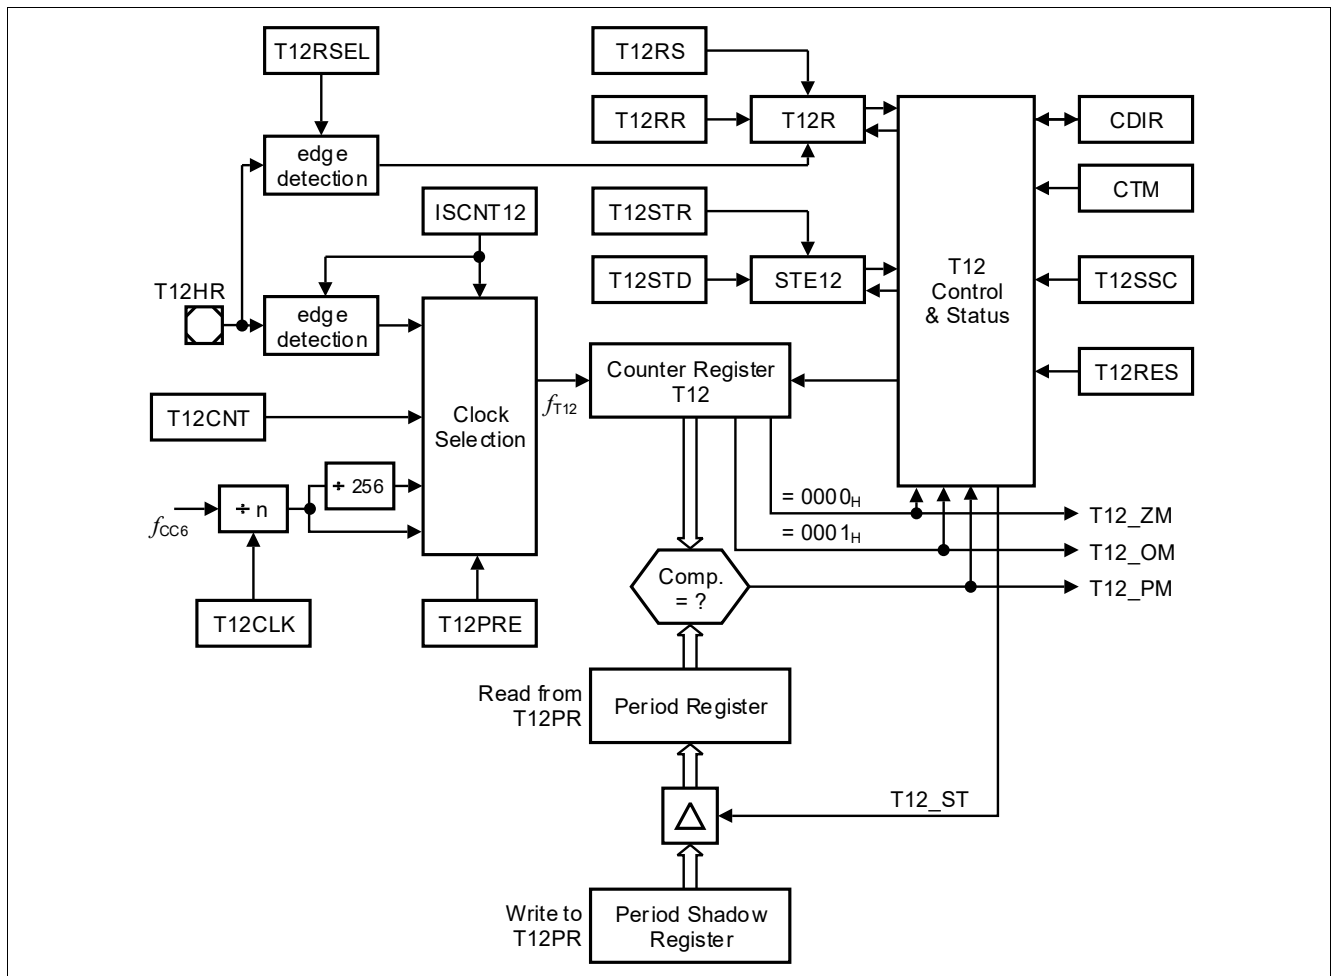 T12RSEL
T12RS
T12RR
T12R
CDIR
edge
detection
CTM
ISCNT12
T12STR
T12STD
STE12
T12
Control
& Status
T12SSC
T12HR
edge
detection
Counter Register
T12
T12RES
fT12
T12CNT
Clock
Selection
÷ 256
fCC6
÷ n
= 0000H
T12_ZM
= 0001H
T12_OM
Comp.
= ?
T12_PM
T12CLK
T12PRE
Read from
T12PR
Period Register
T12_ST
△
Write to
T12PR
Period Shadow
Register